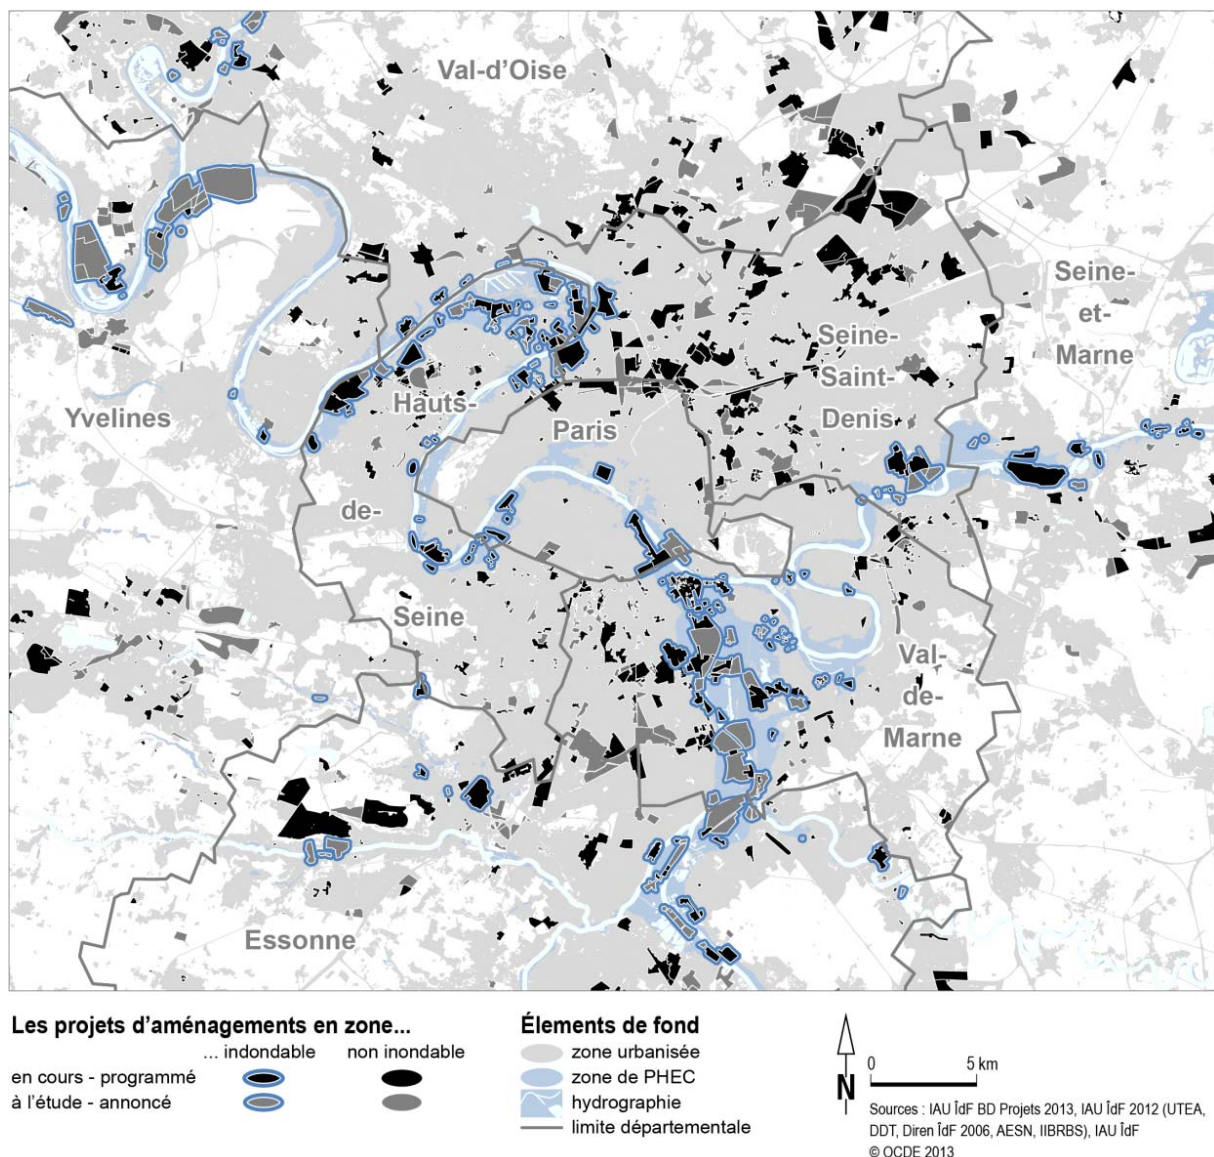 Val-d'Oise
Seine-
et-
Marne
Seine-
Saint-
Denis
Hauts-
Yvelines
Paris
de-
Seine
Val-
de-
Marne
Essonne
Les projets d'aménagements en zone...
... indondable non inondable
en cours - programmé
à l'étude - annoncé
Élements de fond
zone urbanisée
zone de PHEC
hydrographie
limite départementale
N
0 5 km
Sources : IAU ÎdF BD Projets 2013, IAU ÎdF 2012 (UTEA,
DDT, Diren ÎdF 2006, AESN, IIBRBS), IAU ÎdF
© OCDE 2013